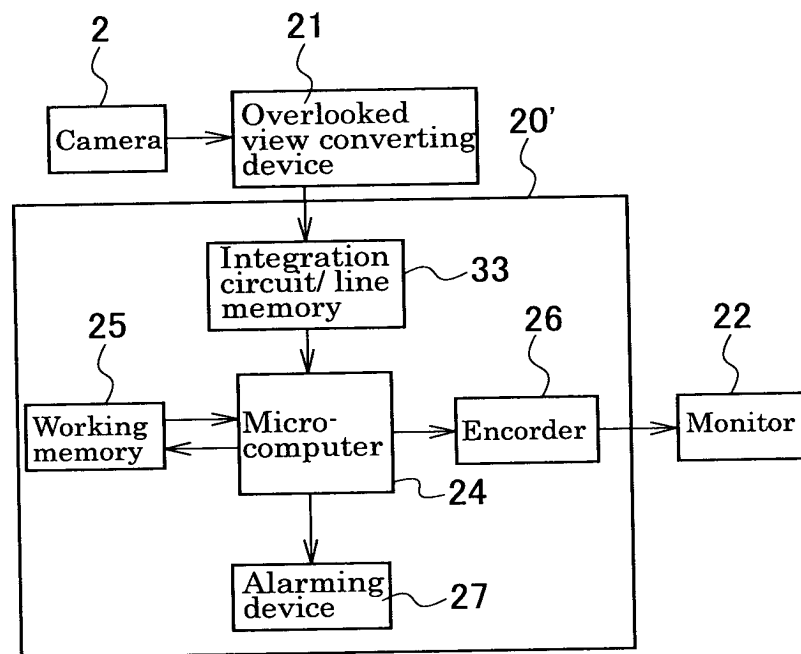 2
21
Camera
Overlooked
view converting
device
20'
Integration
circuit/ line
memory
33
25
26
22
Working
memory
Micro-
computer
Encorder
Monitor
24
Alarming
device
27